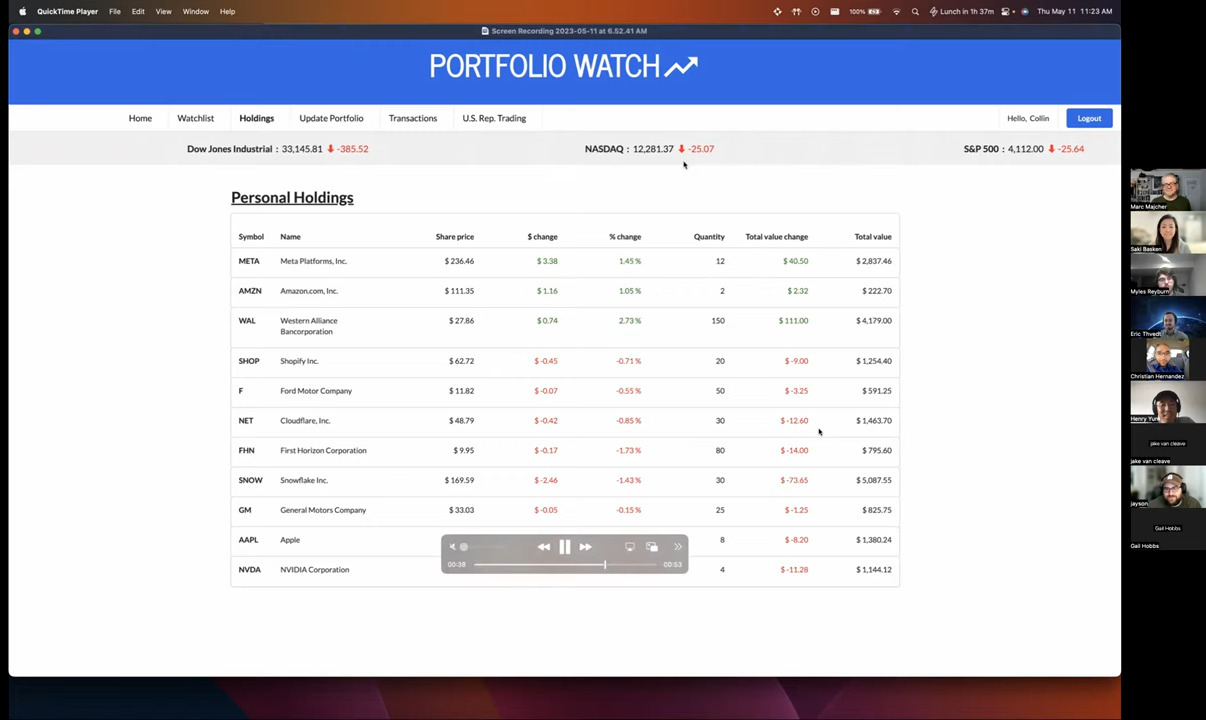 QuickTime Player File Edit View Window Help 100% Lunch in 1h 37m Thu May 11 11:23 AM
Screen Recording 2023-05-11 at 6.52.41 AM
PORTFOLIO WATCH
Home Watchlist Holdings Update Portfolio Transactions U.S. Rep. Trading Hello, Collin Logout
Dow Jones Industrial : 33,145.81 -385.52 NASDAQ : 12,281.37 -25.07 S&P 500 : 4,112.00 -25.64
Personal Holdings
Symbol Name Share price $ change % change Quantity Total value change Total value
META Meta Platforms, Inc. $ 236.46 $ 3.38 1.45 % 12 $ 40.50 $ 2,837.46
AMZN Amazon.com, Inc. $ 111.35 $ 1.16 1.05 % 2 $ 2.32 $ 222.70
WAL Western Alliance $ 27.86 $ 0.74 2.73 % 150 $ 111.00 $ 4,179.00
Bancorporation
SHOP Shopify Inc. $ 62.72 $ -0.45 -0.71 % 20 $ -9.00 $ 1,254.40
F Ford Motor Company $ 11.82 $ -0.07 -0.55 % 50 $ -3.25 $ 591.25
NET Cloudflare, Inc. $ 48.79 $ -0.42 -0.85 % 30 $ -12.60 $ 1,463.70
FHN First Horizon Corporation $ 9.95 $ -0.17 -1.73 % 80 $ -14.00 $ 795.60
SNOW Snowflake Inc. $ 169.59 $ -2.46 -1.43 % 30 $ -73.65 $ 5,087.55
GM General Motors Company $ 33.03 $ -0.05 -0.15 % 25 $ -1.25 $ 825.75
AAPL Apple 8 $ -8.20 $ 1,380.24
NVDA NVIDIA Corporation 4 $ -11.28 $ 1,144.12
00:38 00:53
Marc Majcher
Saki Basken
Myles Reyburn
Eric Thvedt
Christian Hernandez
Henry
jake van cleave
jake van cleave
jayson
Gail Hobbs
Gail Hobbs